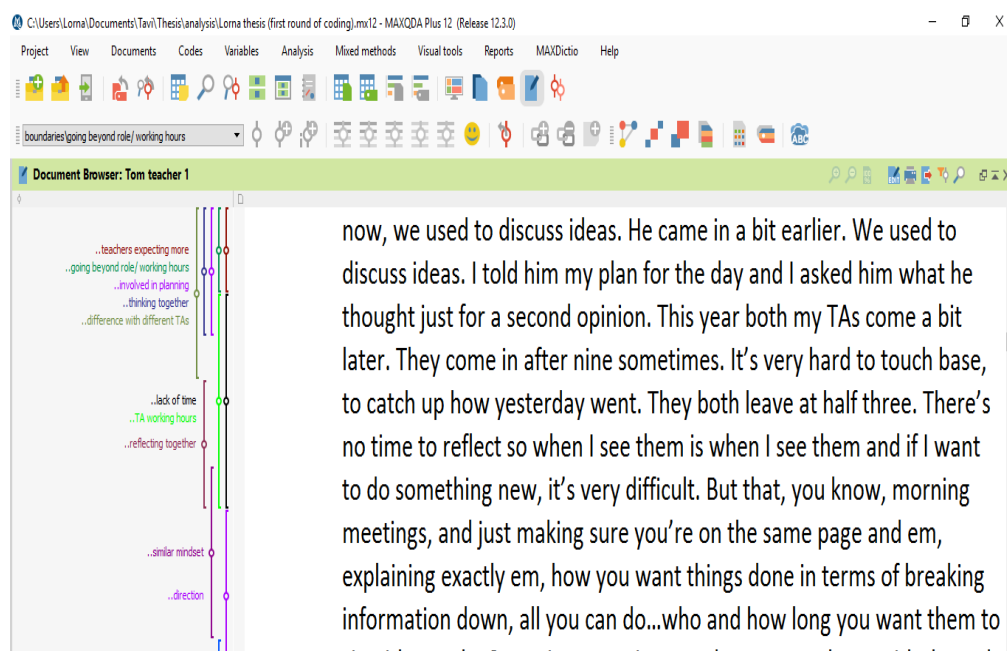 C:\Users\Lorna\Documents\Tavi\Thesis\analysis\Lorna thesis (first round of coding).mx12 - MAXQDA Plus 12 (Release 12.3.0)
Project View Documents Codes Variables Analysis Mixed methods Visual tools Reports MAXDictio Help
boundaries\going beyond role/ working hours
ABC
Document Browser: Tom teacher 1
..teachers expecting more
..going beyond role/ working hours
..involved in planning
..thinking together
..difference with different TAs
..lack of time
..TA working hours
..reflecting together
..similar mindset
..direction
now, we used to discuss ideas. He came in a bit earlier. We used to
discuss ideas. I told him my plan for the day and I asked him what he
thought just for a second opinion. This year both my TAs come a bit
later. They come in after nine sometimes. It’s very hard to touch base,
to catch up how yesterday went. They both leave at half three. There’s
no time to reflect so when I see them is when I see them and if I want
to do something new, it’s very difficult. But that, you know, morning
meetings, and just making sure you’re on the same page and em,
explaining exactly em, how you want things done in terms of breaking
information down, all you can do...who and how long you want them to